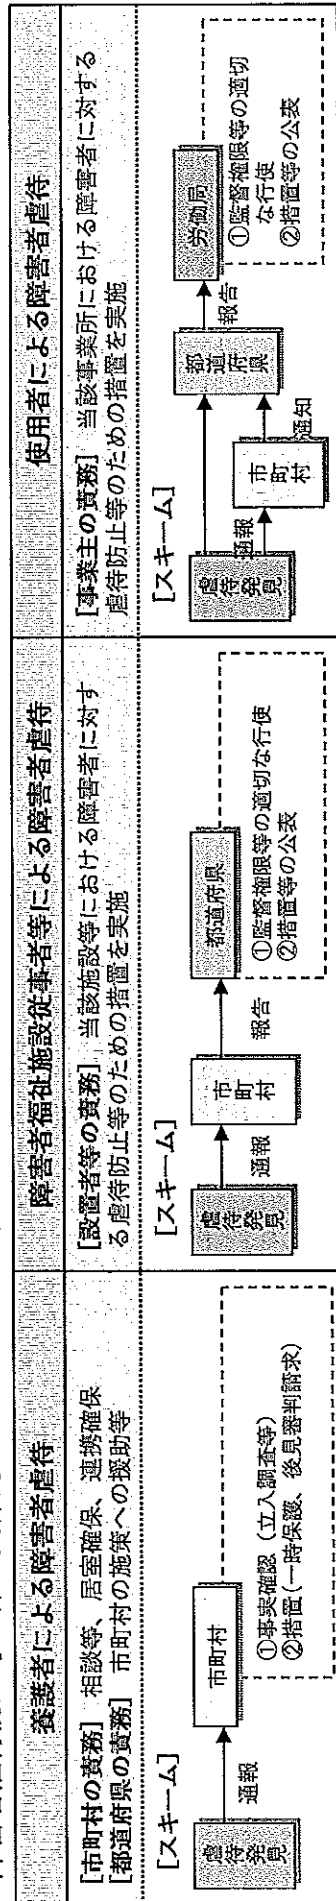 養護者による障害者虐待
[市町村の責務] 相談等、居室確保、連携確保
[都道府県の責務] 市町村の施策への援助等
[スキーム]
虐待発見
通報
市町村
①事実確認(立入調査等)
②措置(一時保護、後見審判請求)
障害者福祉施設従事者等による障害者虐待
[設置者等の責務] 当該施設等における障害者に対す
る虐待防止等のための措置を実施
[スキーム]
虐待発見
通報
市町村
報告
都道府県
①監督権限等の適切な行使
②措置等の公表
使用者による障害者虐待
[事業主の責務] 当該事業所における障害者に対する
虐待防止等のための措置を実施
[スキーム]
虐待発見
通報
市町村
通知
都道府県
報告
労働局
①監督権限等の適切
な行使
②措置等の公表